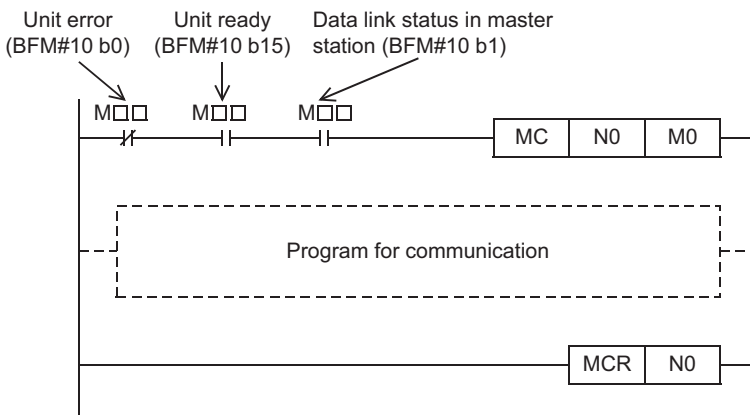 Unit error
(BFM#10 b0)
Unit ready
(BFM#10 b15)
Data link status in master
station (BFM#10 b1)
M□□
M□□
M□□
MC N0 M0
Program for communication
MCR N0